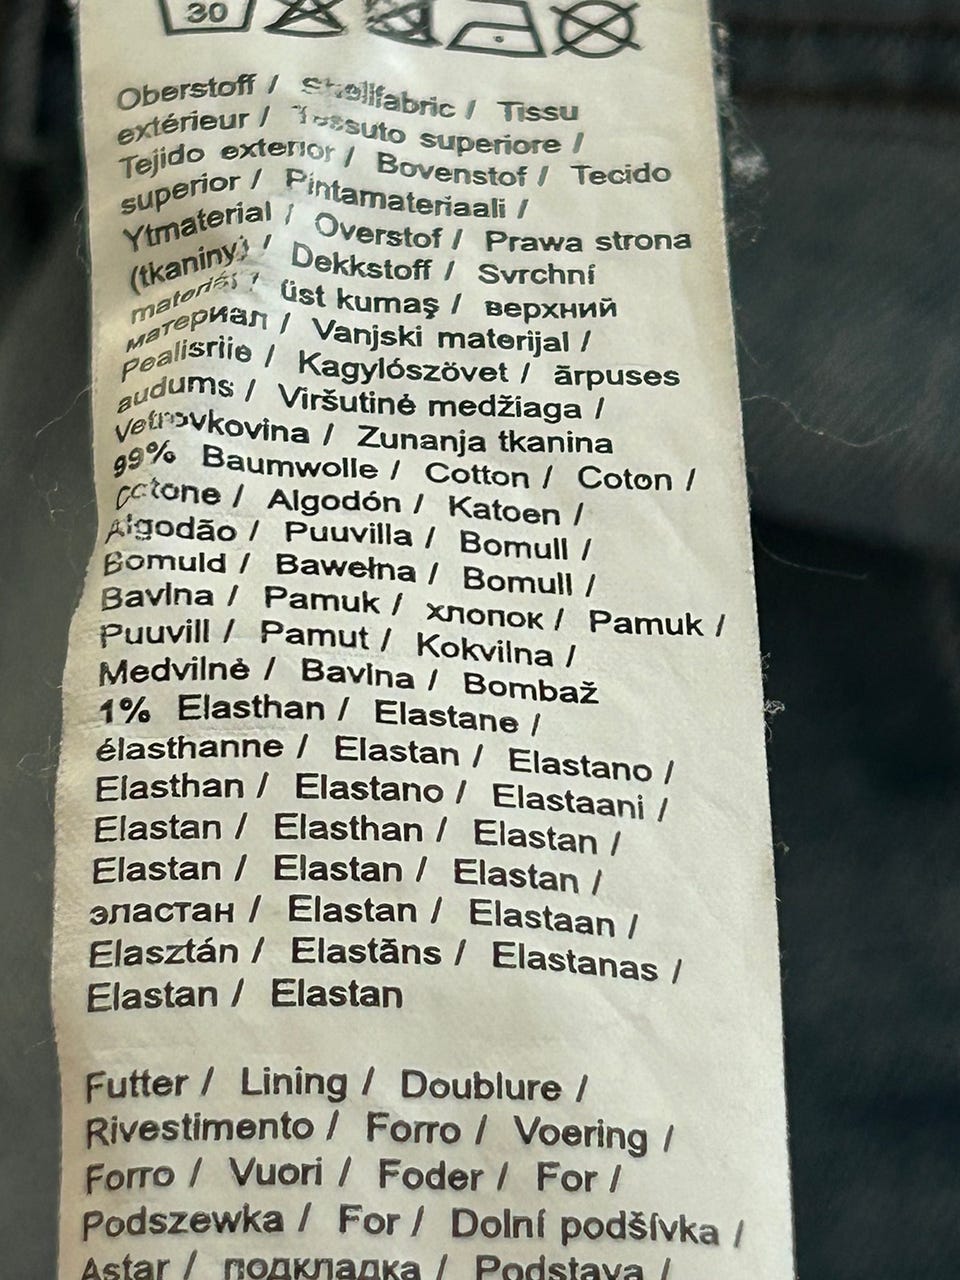 30
Oberstoff / Shellfabric / Tissu
extérieur / Tessuto superiore /
Tejido exterior / Bovenstof / Tecido
superior / Pintamateriaali /
Ytmaterial / Overstof / Prawa strona
(tkaniny) / Dekkstoff / Svrchní
materiál / üst kumaş / верхний
материал / Vanjski materijal /
Pealisriie / Kagylószövet / ārpuses
audums / Viršutinė medžiaga /
Vetrovkovina / Zunanja tkanina
99% Baumwolle / Cotton / Coton /
Cotone / Algodón / Katoen /
Algodão / Puuvilla / Bomull /
Bomuld / Bawełna / Bomull /
Bavlna / Pamuk / хлопок / Pamuk /
Puuvill / Pamut / Kokvilna /
Medvilnė / Bavlna / Bombaž
1% Elasthan / Elastane /
élasthanne / Elastan / Elastano /
Elasthan / Elastano / Elastaani /
Elastan / Elasthan / Elastan /
Elastan / Elastan / Elastan /
эластан / Elastan / Elastaan /
Elasztán / Elastāns / Elastanas /
Elastan / Elastan
Futter / Lining / Doublure /
Rivestimento / Forro / Voering /
Forro / Vuori / Foder / For /
Podszewka / For / Dolní podšívka /
Astar / подкладка / Podstava /